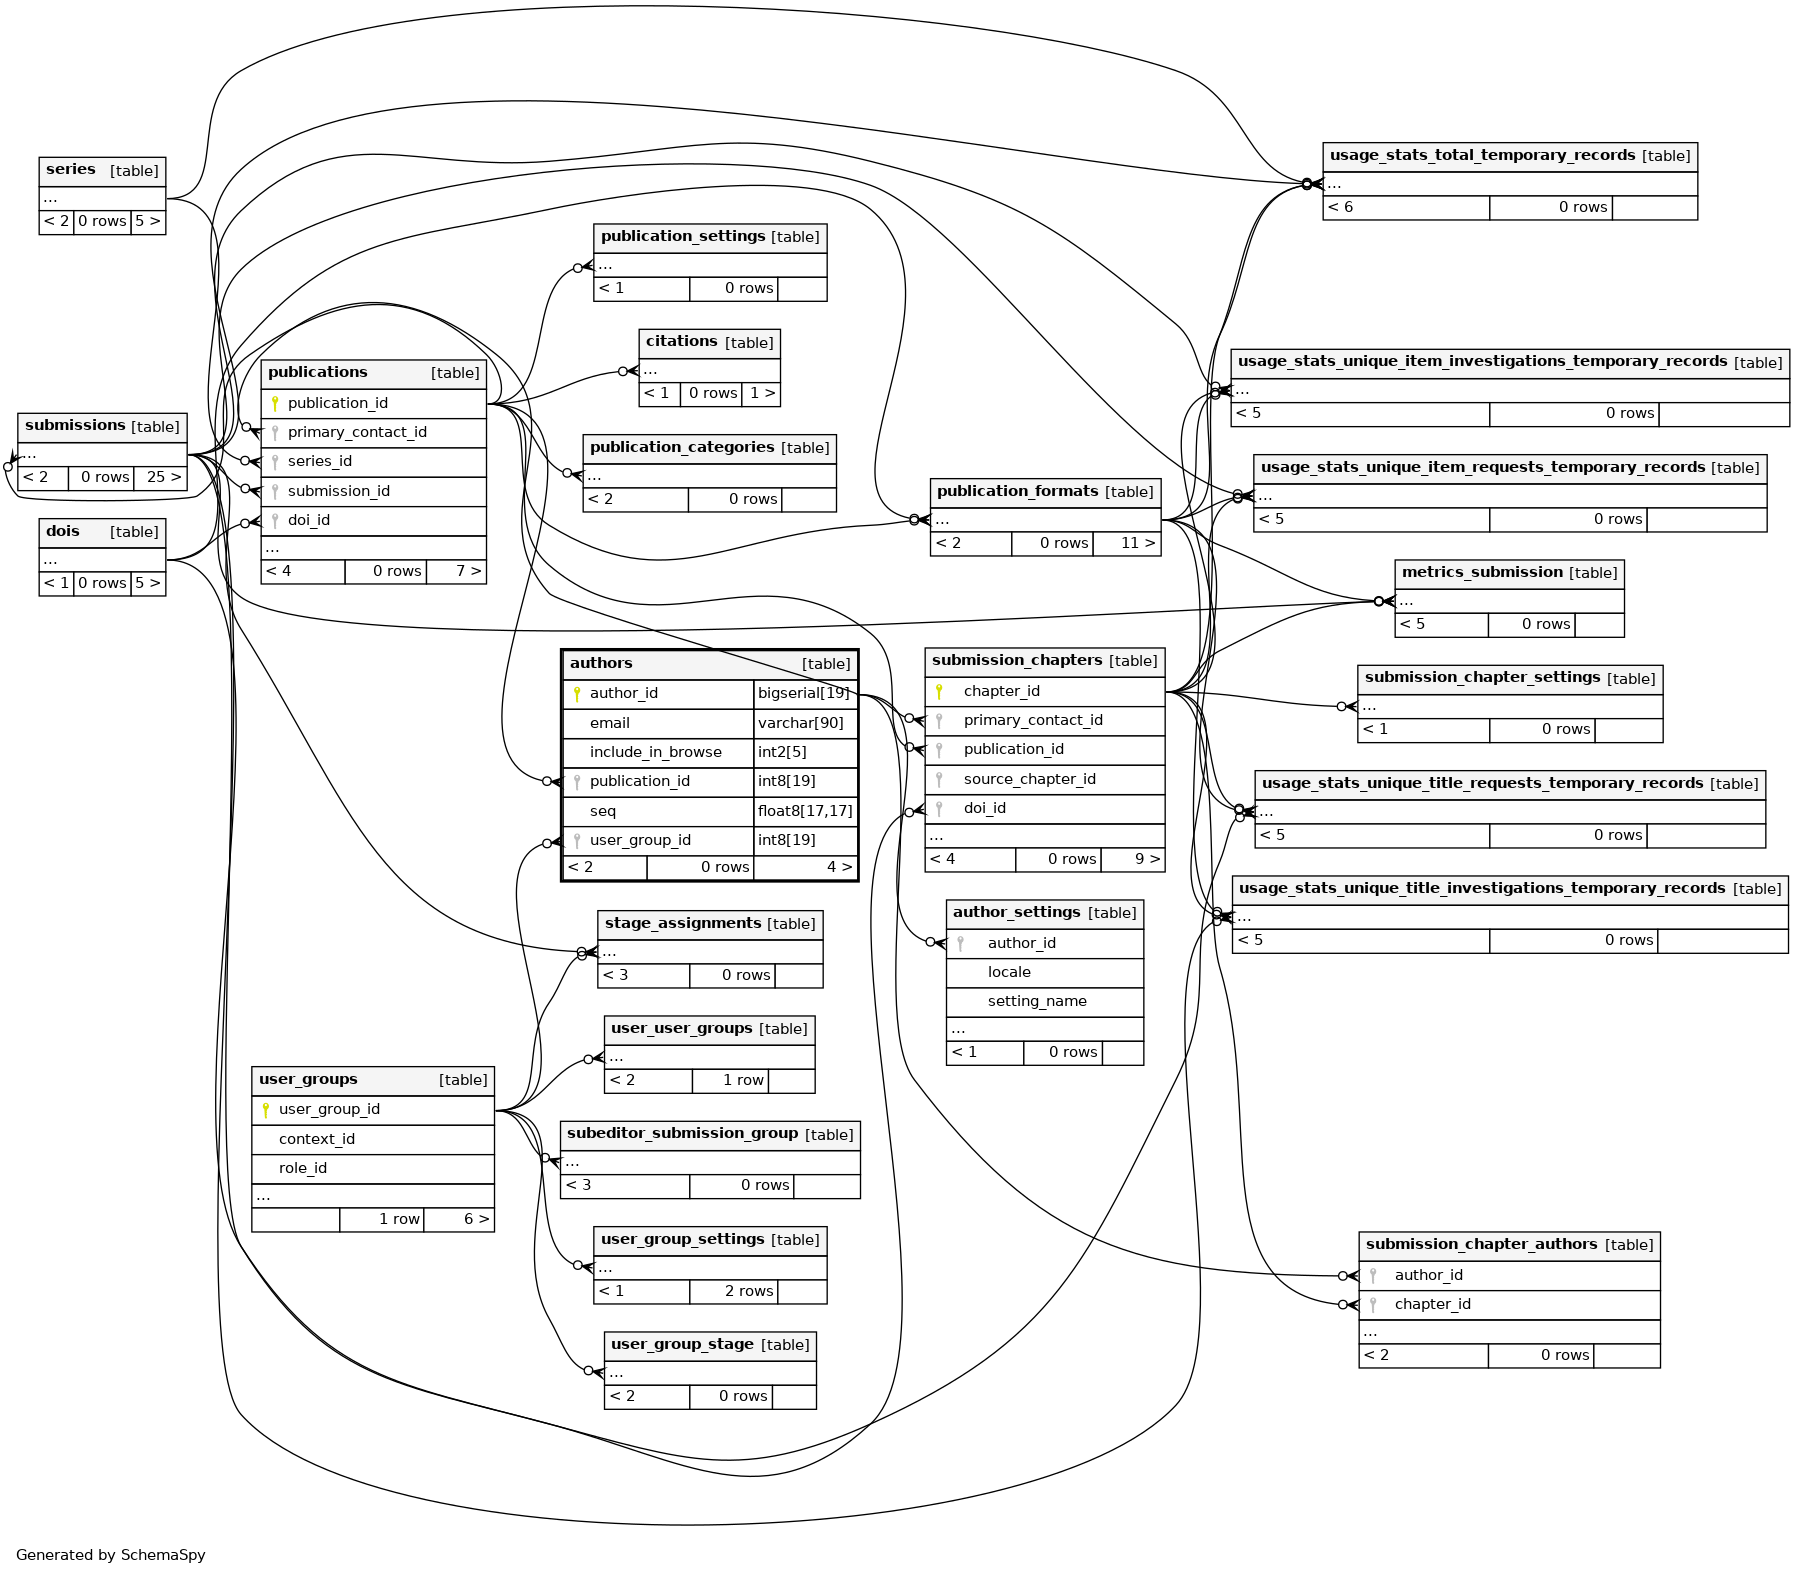 series [table]
...
< 2 0 rows 5 >
submissions [table]
...
< 2 0 rows 25 >
dois [table]
...
< 1 0 rows 5 >
publications [table]
publication_id
primary_contact_id
series_id
submission_id
doi_id
...
< 4 0 rows 7 >
user_groups [table]
user_group_id
context_id
role_id
...
1 row 6 >
publication_settings [table]
...
< 1 0 rows
citations [table]
...
< 1 0 rows 1 >
publication_categories [table]
...
< 2 0 rows
authors [table]
author_id bigserial[19]
email varchar[90]
include_in_browse int2[5]
publication_id int8[19]
seq float8[17,17]
user_group_id int8[19]
< 2 0 rows 4 >
stage_assignments [table]
...
< 3 0 rows
user_user_groups [table]
...
< 2 1 row
subeditor_submission_group [table]
...
< 3 0 rows
user_group_settings [table]
...
< 1 2 rows
user_group_stage [table]
...
< 2 0 rows
publication_formats [table]
...
< 2 0 rows 11 >
submission_chapters [table]
chapter_id
primary_contact_id
publication_id
source_chapter_id
doi_id
...
< 4 0 rows 9 >
author_settings [table]
author_id
locale
setting_name
...
< 1 0 rows
usage_stats_total_temporary_records [table]
...
< 6 0 rows
usage_stats_unique_item_investigations_temporary_records [table]
...
< 5 0 rows
usage_stats_unique_item_requests_temporary_records [table]
...
< 5 0 rows
metrics_submission [table]
...
< 5 0 rows
submission_chapter_settings [table]
...
< 1 0 rows
usage_stats_unique_title_requests_temporary_records [table]
...
< 5 0 rows
usage_stats_unique_title_investigations_temporary_records [table]
...
< 5 0 rows
submission_chapter_authors [table]
author_id
chapter_id
...
< 2 0 rows
Generated by SchemaSpy